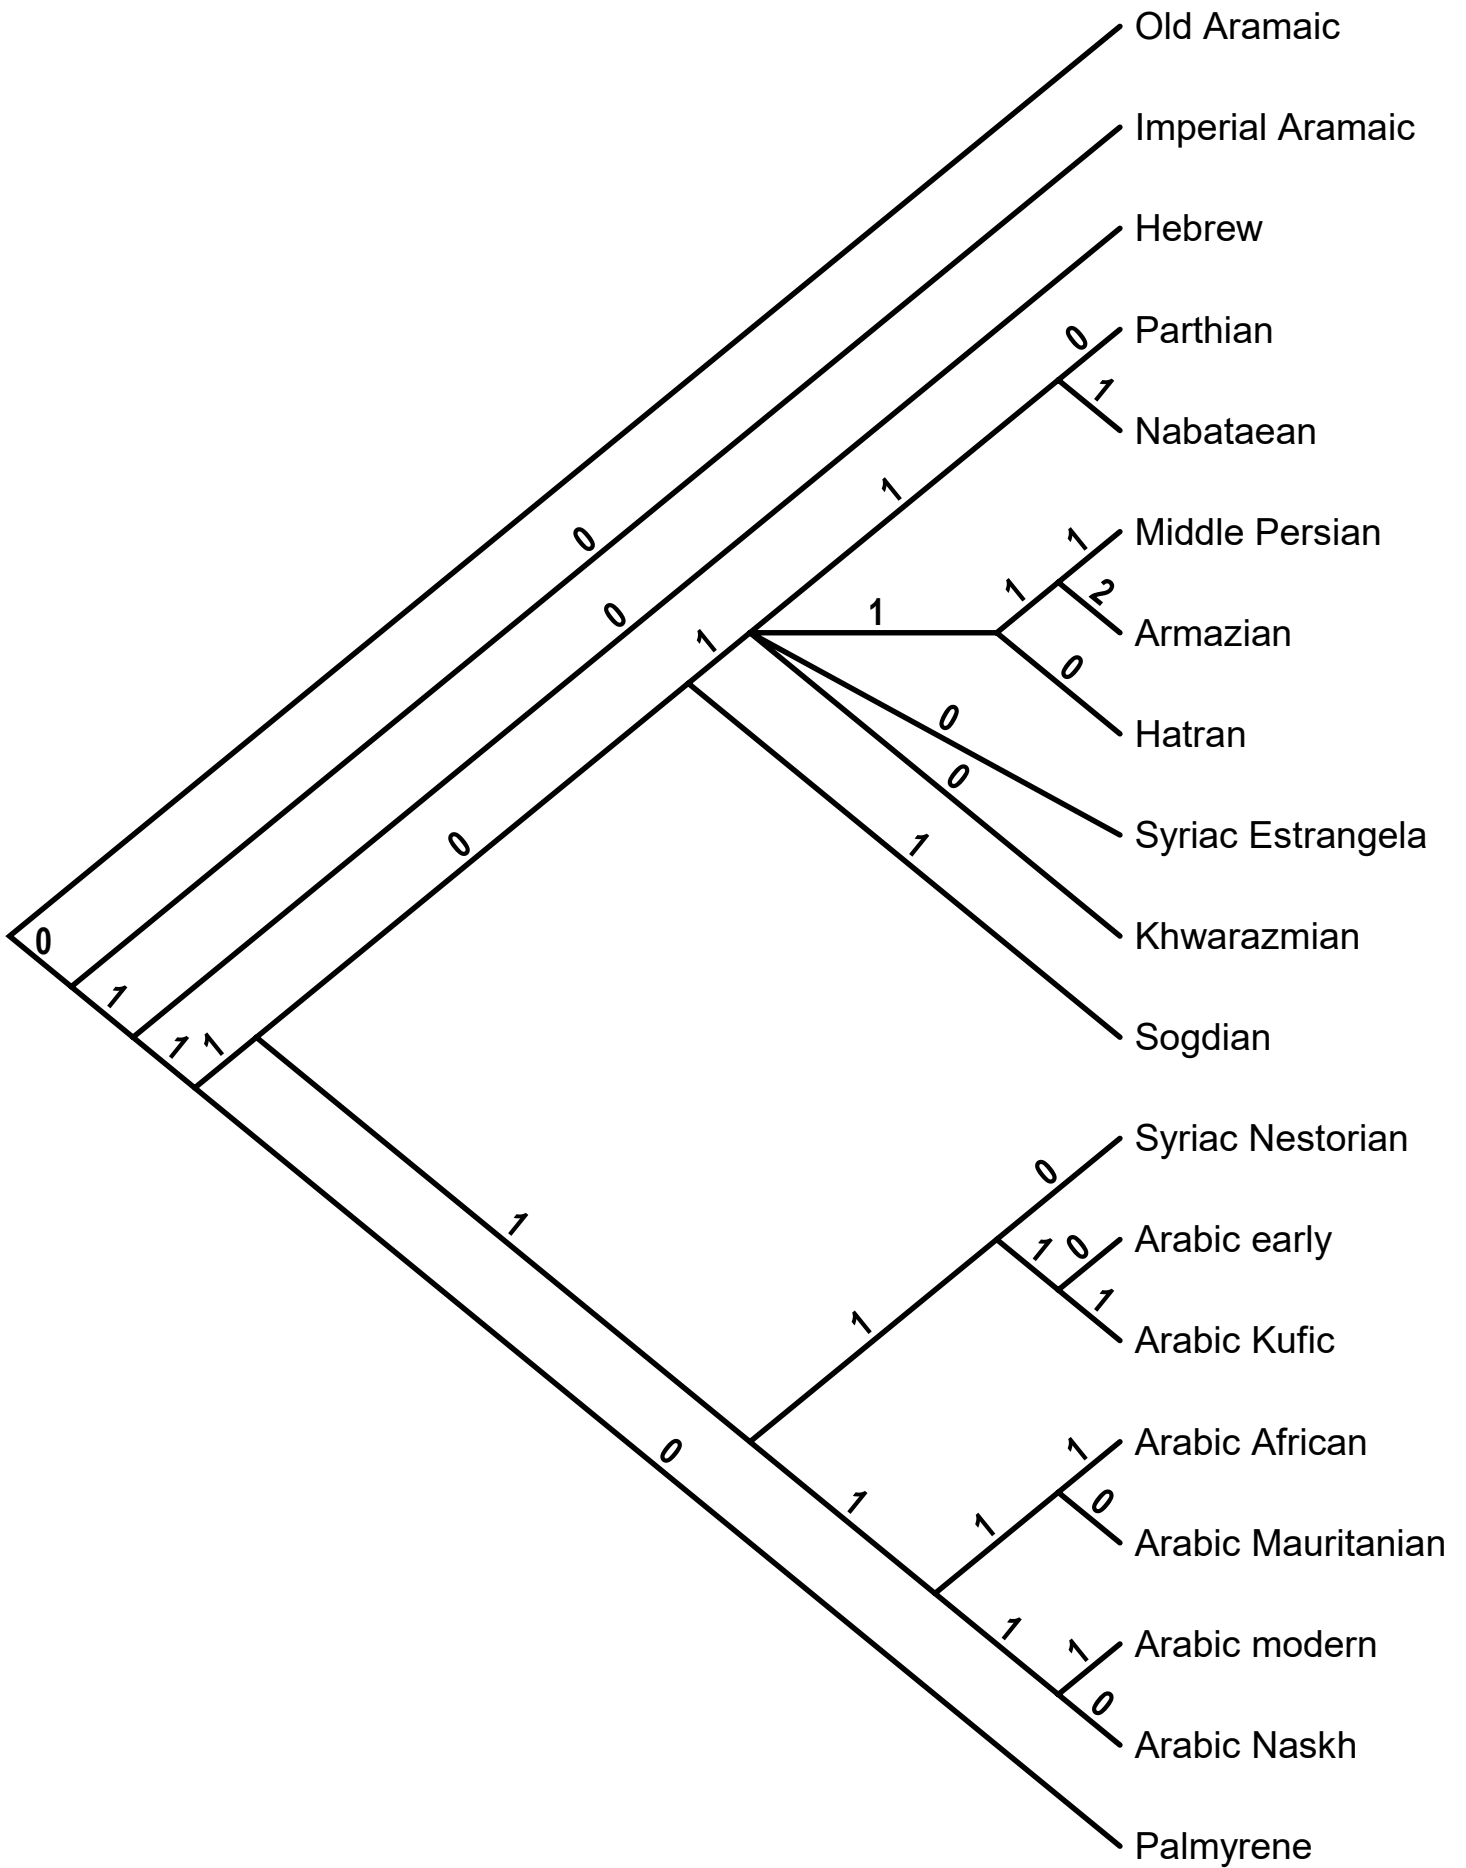 Old Aramaic
Imperial Aramaic
Hebrew
0
Parthian
1
Nabataean
1
1
Middle Persian
0
1
2
1
Armazian
0
1
0
Hatran
0
0
Syriac Estrangela
0
1
Khwarazmian
0
1
Sogdian
1
1
Syriac Nestorian
0
1
1
0
Arabic early
1
1
Arabic Kufic
1
Arabic African
0
1
0
1
Arabic Mauritanian
1
1
Arabic modern
0
Arabic Naskh
Palmyrene